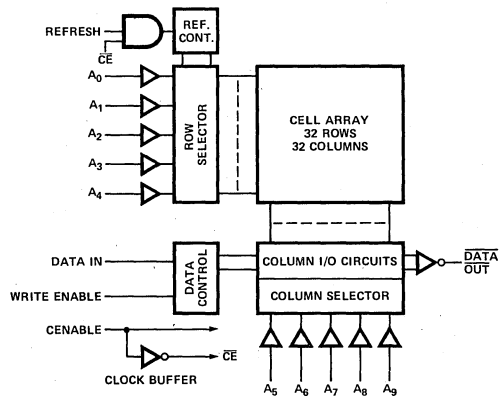 REFRESH
CE
REF.
CONT.
A0
A1
A2
A3
A4
ROW
SELECTOR
CELL ARRAY
32 ROWS
32 COLUMNS
DATA IN
WRITE ENABLE
DATA
CONTROL
COLUMN I/O CIRCUITS
COLUMN SELECTOR
DATA
OUT
CENABLE
CE
CLOCK BUFFER
A5 A6 A7 A8 A9